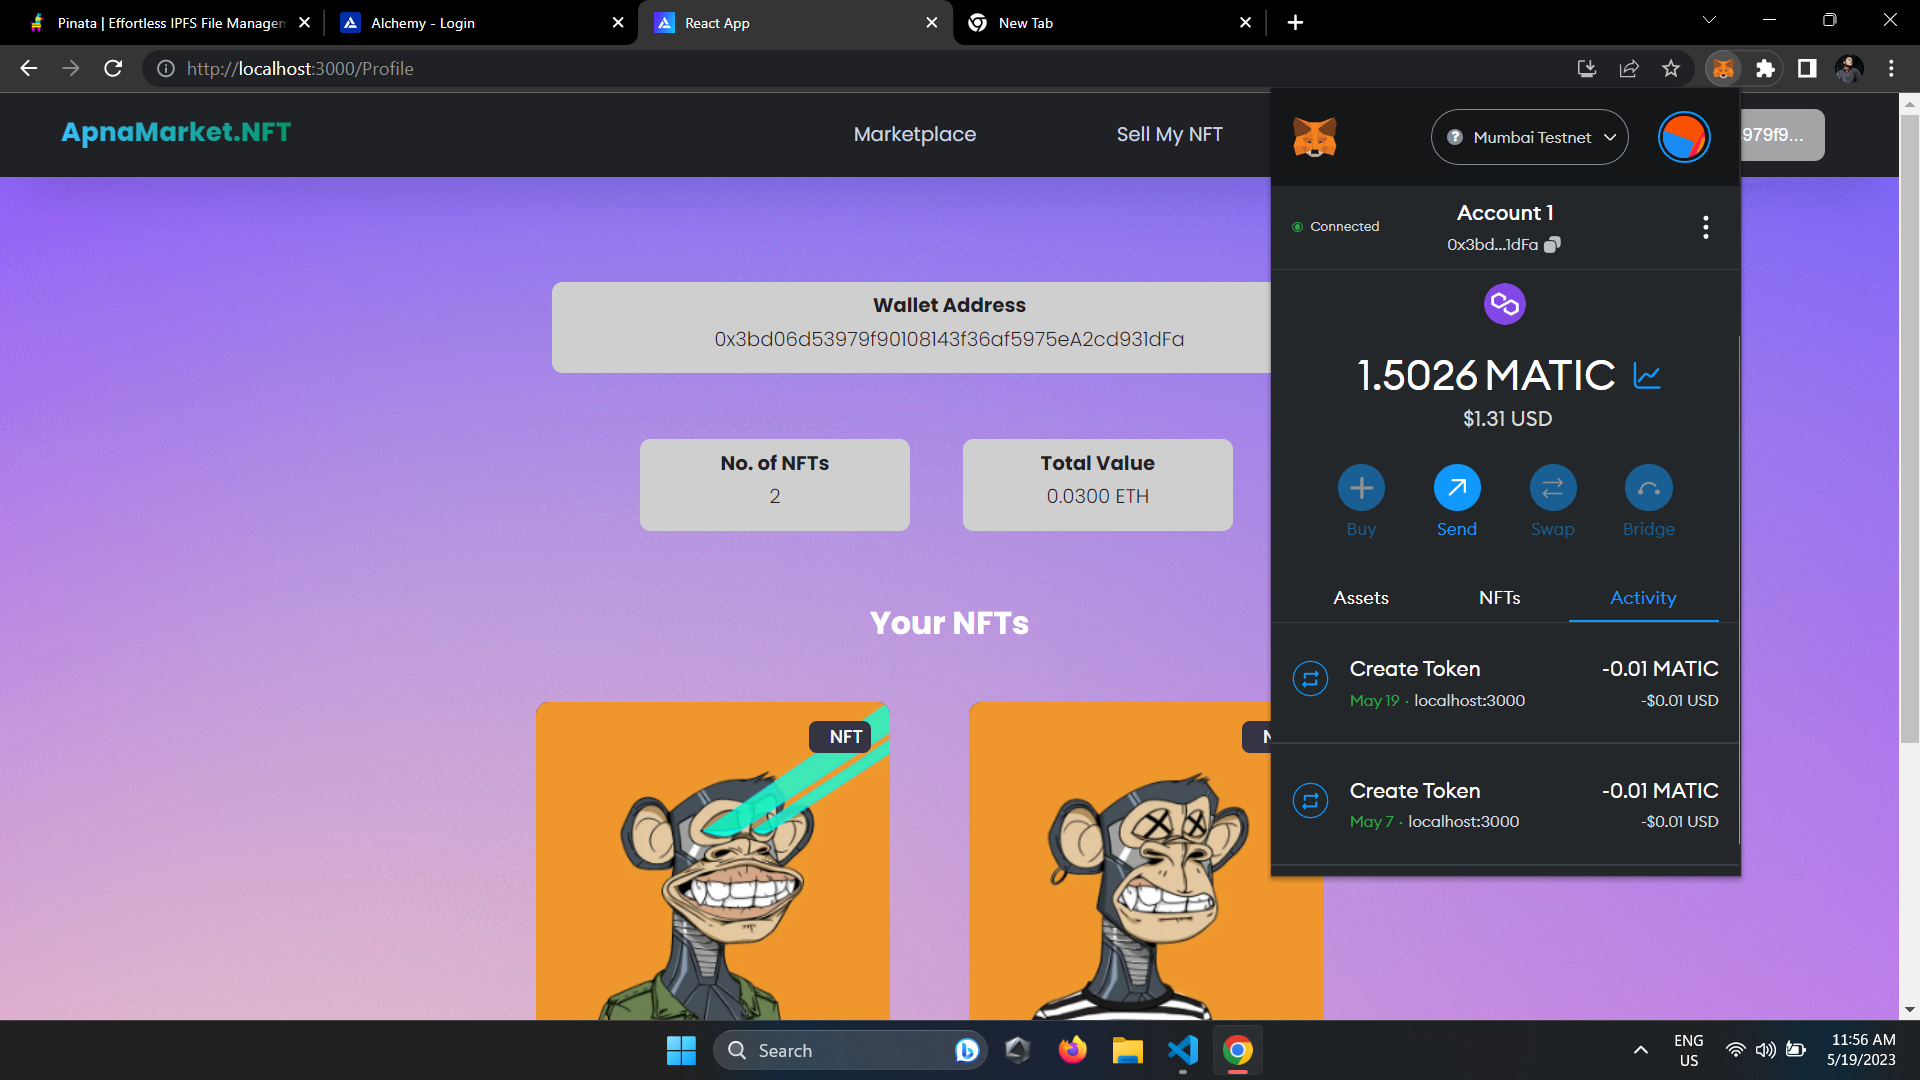 Pinata | Effortless IPFS File Managem
Alchemy - Login
React App
New Tab
http://localhost:3000/Profile
ApnaMarket.NFT
Marketplace
Sell My NFT
979f9...
Mumbai Testnet
Connected
Account 1
0x3bd...1dFa
Wallet Address
0x3bd06d53979f90108143f36af5975eA2cd931dFa
1.5026 MATIC
$1.31 USD
No. of NFTs
2
Total Value
0.0300 ETH
Buy
Send
Swap
Bridge
Assets
NFTs
Activity
Your NFTs
Create Token
-0.01 MATIC
May 19 · localhost:3000
-$0.01 USD
Create Token
-0.01 MATIC
May 7 · localhost:3000
-$0.01 USD
NFT
N
Search
ENG
US
11:56 AM
5/19/2023